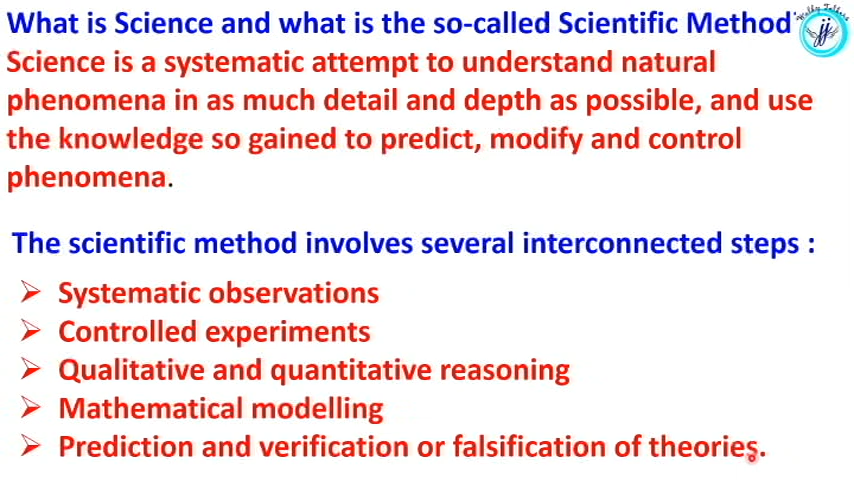 What is Science and what is the so-called Scientific Method
Science is a systematic attempt to understand natural
phenomena in as much detail and depth as possible, and use
the knowledge so gained to predict, modify and control
phenomena.
The scientific method involves several interconnected steps :
➢ Systematic observations
➢ Controlled experiments
➢ Qualitative and quantitative reasoning
➢ Mathematical modelling
➢ Prediction and verification or falsification of theories.